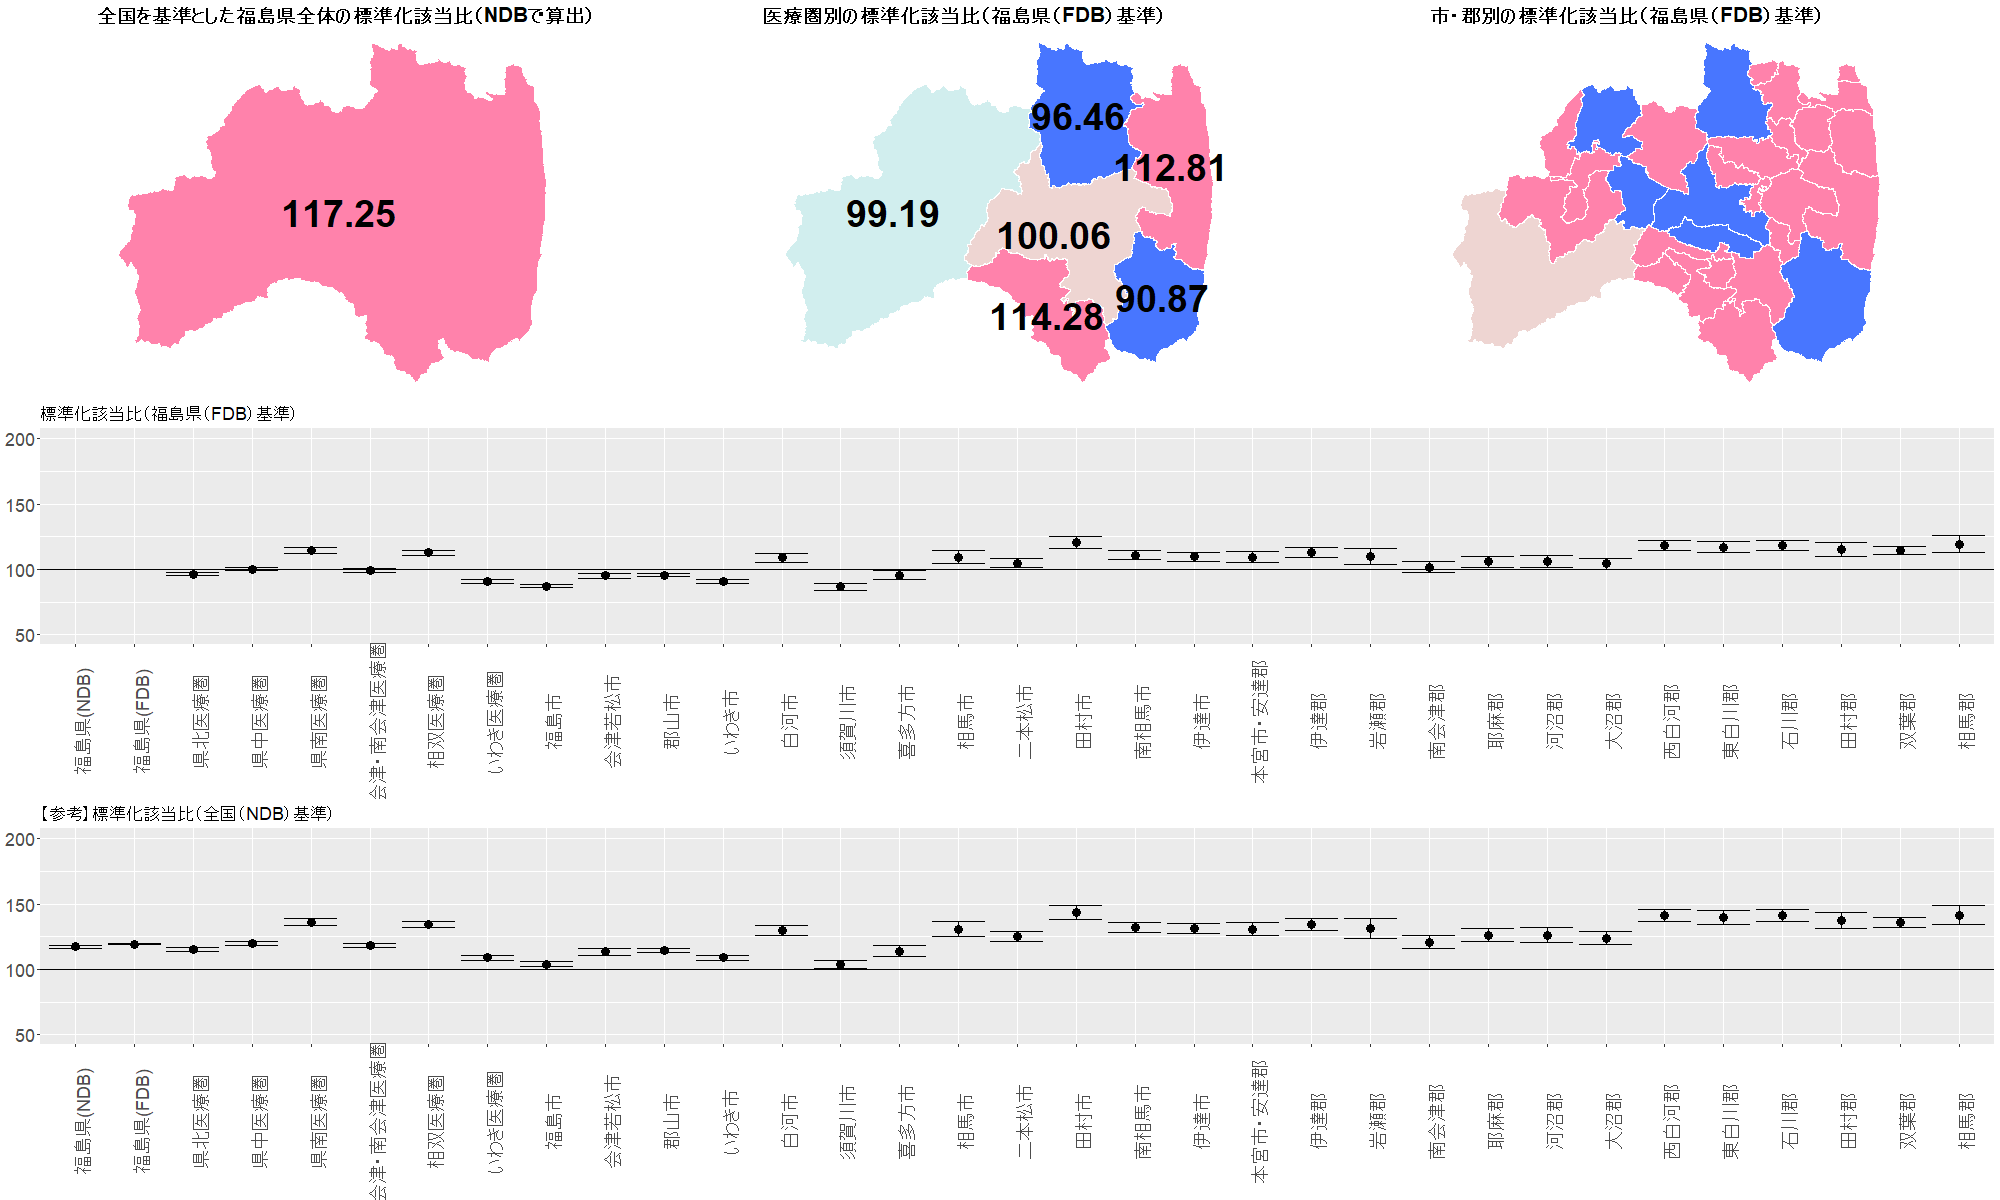 全国を基準とした福島県全体の標準化該当比（NDBで算出）
医療圏別の標準化該当比（福島県（FDB）基準）
市・郡別の標準化該当比（福島県（FDB）基準）
117.25
96.46
112.81
99.19
100.06
90.87
114.28
標準化該当比（福島県（FDB）基準）
200
150
100
50
福島県(NDB)
福島県(FDB)
県北医療圏
県中医療圏
県南医療圏
会津・南会津医療圏
相双医療圏
いわき医療圏
福島市
会津若松市
郡山市
いわき市
白河市
須賀川市
喜多方市
相馬市
二本松市
田村市
南相馬市
伊達市
本宮市・安達郡
伊達郡
岩瀬郡
南会津郡
耶麻郡
河沼郡
大沼郡
西白河郡
東白川郡
石川郡
田村郡
双葉郡
相馬郡
【参考】標準化該当比（全国（NDB）基準）
200
150
100
50
福島県(NDB)
福島県(FDB)
県北医療圏
県中医療圏
県南医療圏
会津・南会津医療圏
相双医療圏
いわき医療圏
福島市
会津若松市
郡山市
いわき市
白河市
須賀川市
喜多方市
相馬市
二本松市
田村市
南相馬市
伊達市
本宮市・安達郡
伊達郡
岩瀬郡
南会津郡
耶麻郡
河沼郡
大沼郡
西白河郡
東白川郡
石川郡
田村郡
双葉郡
相馬郡